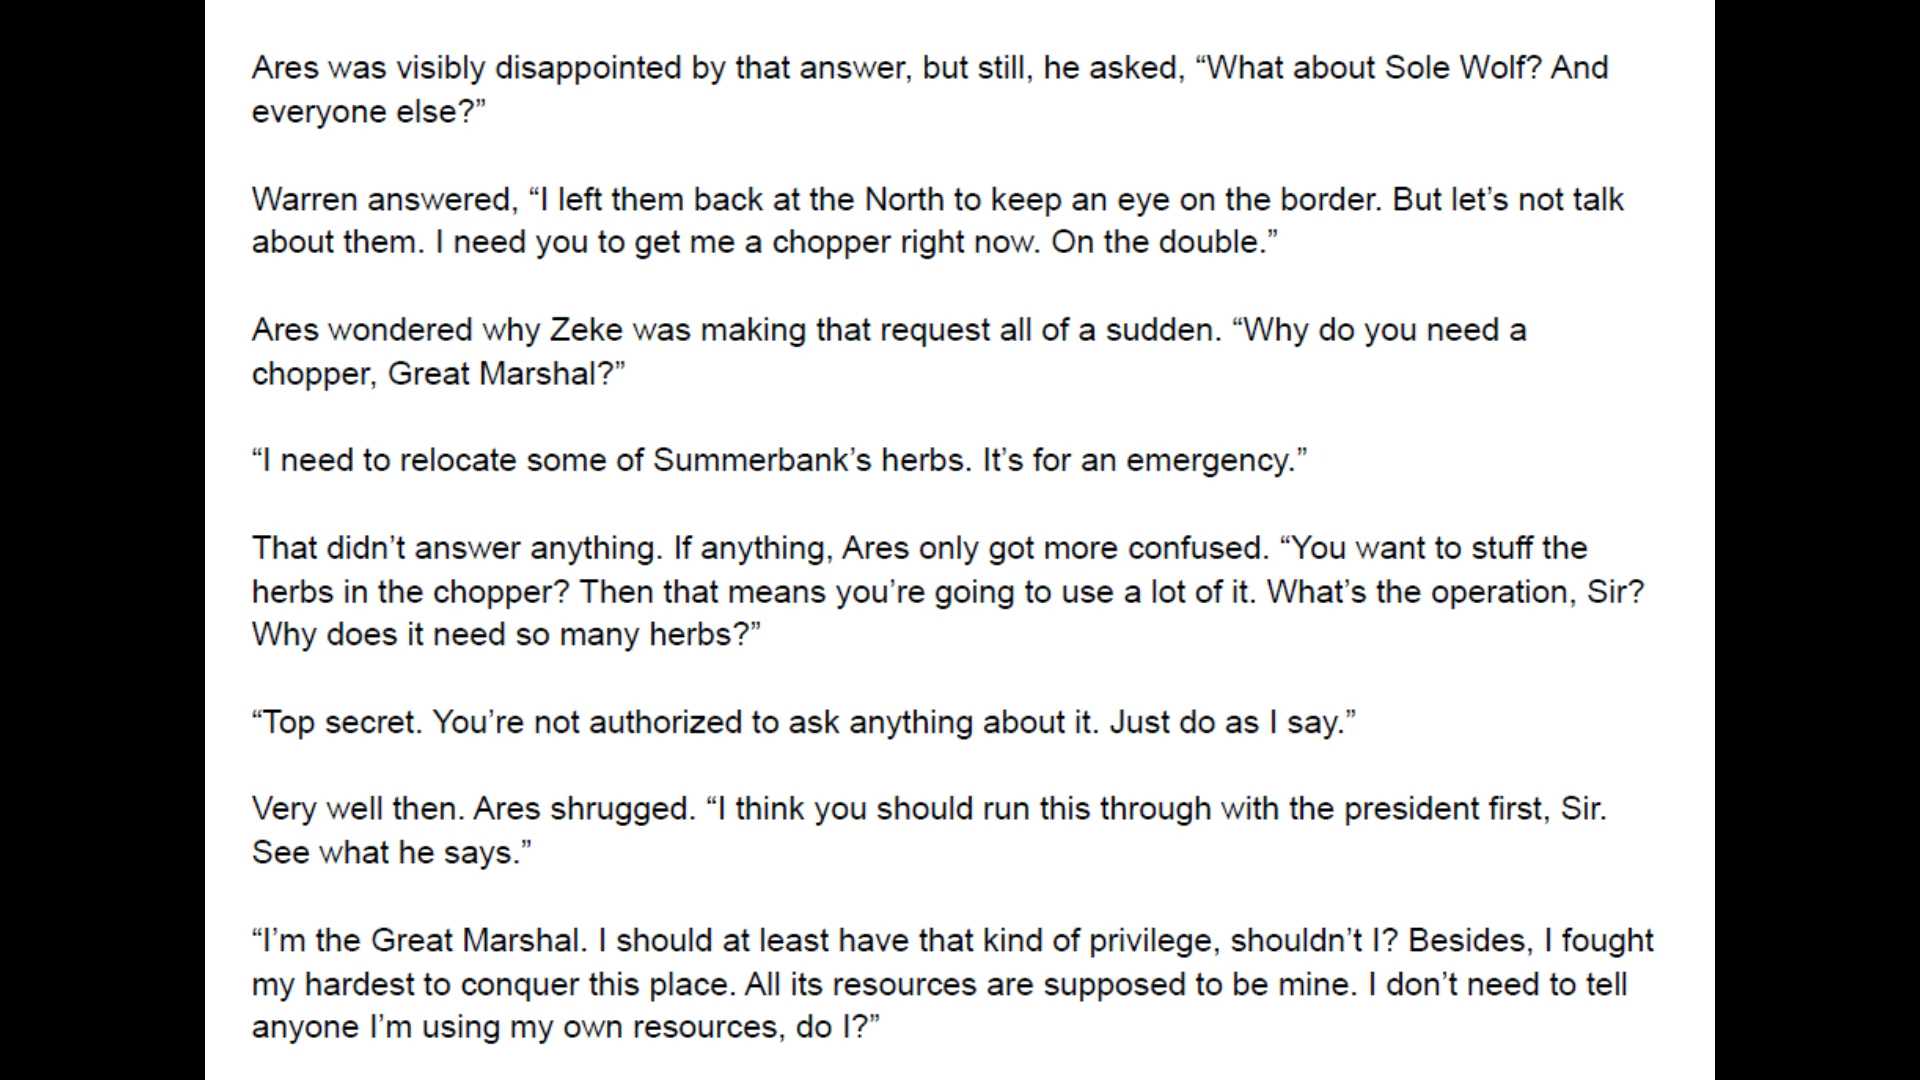 Ares was visibly disappointed by that answer, but still, he asked, “What about Sole Wolf? And
everyone else?”
Warren answered, “I left them back at the North to keep an eye on the border. But let’s not talk
about them. I need you to get me a chopper right now. On the double.”
Ares wondered why Zeke was making that request all of a sudden. “Why do you need a
chopper, Great Marshal?”
“I need to relocate some of Summerbank’s herbs. It’s for an emergency.”
That didn’t answer anything. If anything, Ares only got more confused. “You want to stuff the
herbs in the chopper? Then that means you’re going to use a lot of it. What’s the operation, Sir?
Why does it need so many herbs?”
“Top secret. You’re not authorized to ask anything about it. Just do as I say.”
Very well then. Ares shrugged. “I think you should run this through with the president first, Sir.
See what he says.”
“I’m the Great Marshal. I should at least have that kind of privilege, shouldn’t I? Besides, I fought
my hardest to conquer this place. All its resources are supposed to be mine. I don’t need to tell
anyone I’m using my own resources, do I?”